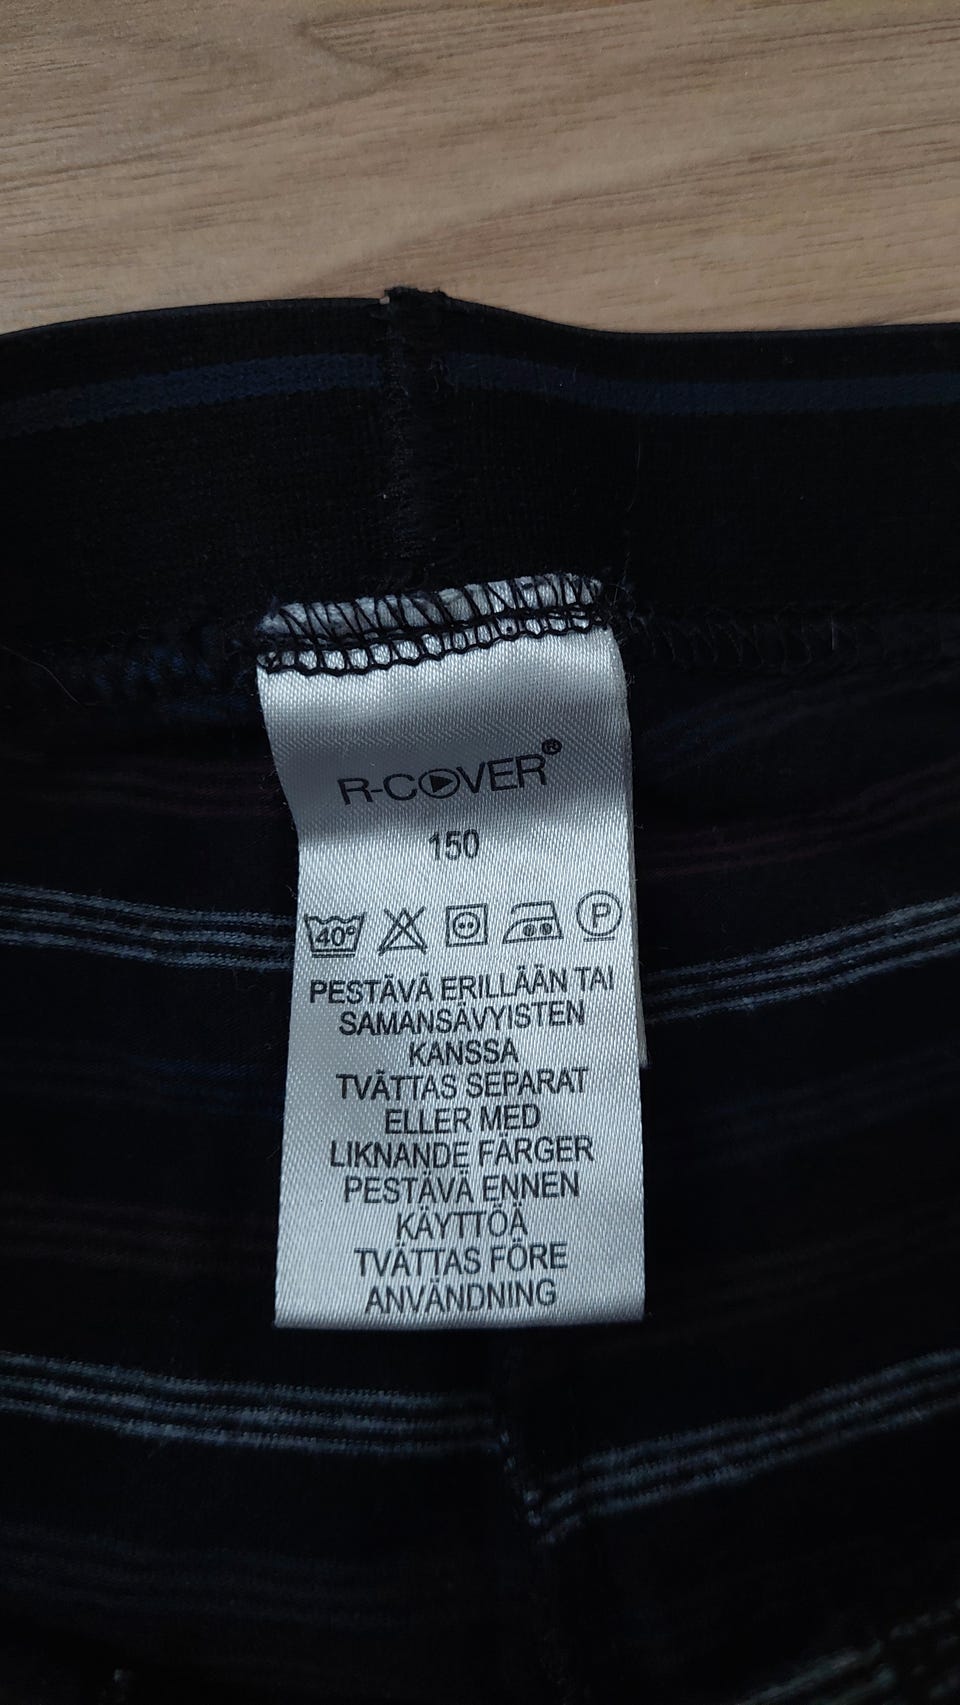 R-COVER®
150
40°
P
PESTÄVÄ ERILLÄÄN TAI
SAMANSÄVYISTEN
KANSSA
TVÄTTAS SEPARAT
ELLER MED
LIKNANDE FÄRGER
PESTÄVÄ ENNEN
KÄYTTÖÄ
TVÄTTAS FÖRE
ANVÄNDNING